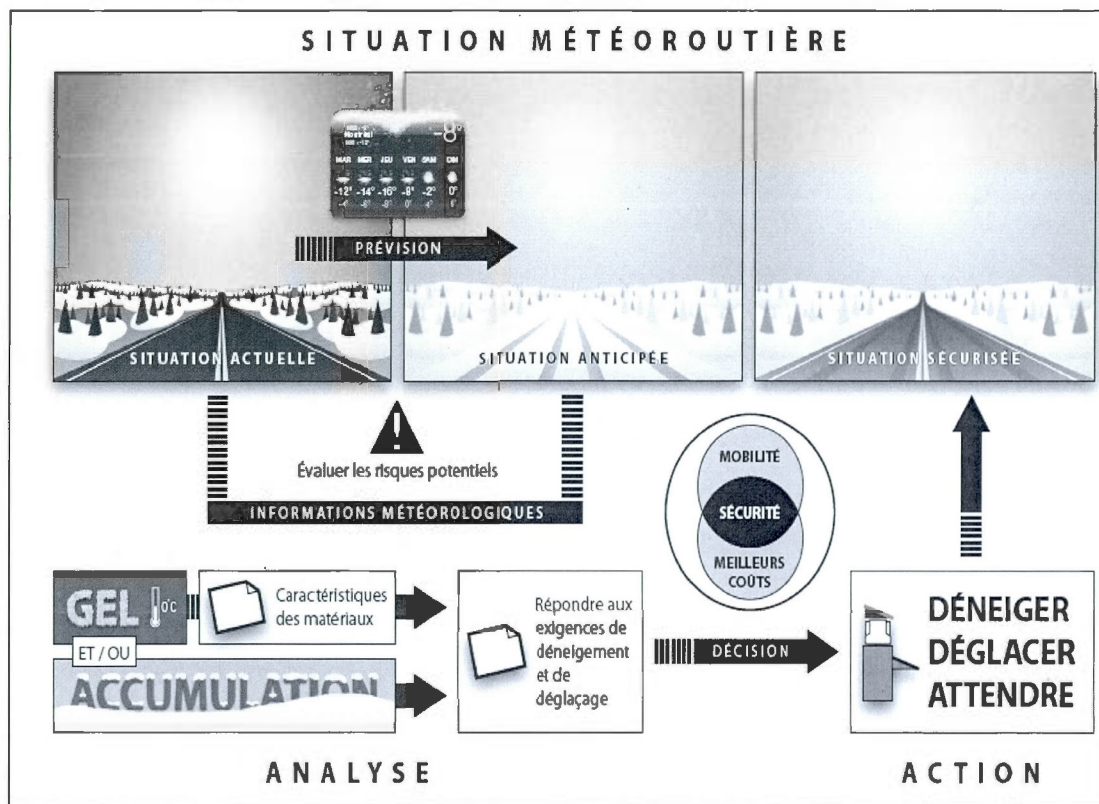 SITUATION MÉTÉOROUTIÈRE
Montréal
MAR MER JEU VEN SAM DIM
-12° -14° -16° -8° -2° 0°
PRÉVISION
SITUATION ACTUELLE
SITUATION ANTICIPÉE
SITUATION SÉCURISÉE
Évaluer les risques potentiels
INFORMATIONS MÉTÉOROLOGIQUES
MOBILITÉ
SÉCURITÉ
MEILLEURS
COÛTS
GEL 0°C
Caractéristiques
des matériaux
ET / OU
ACCUMULATION
Répondre aux
exigences de
déneigement
et de
déglaçage
DÉCISION
DÉNEIGER
DÉGLACER
ATTENDRE
ANALYSE
ACTION